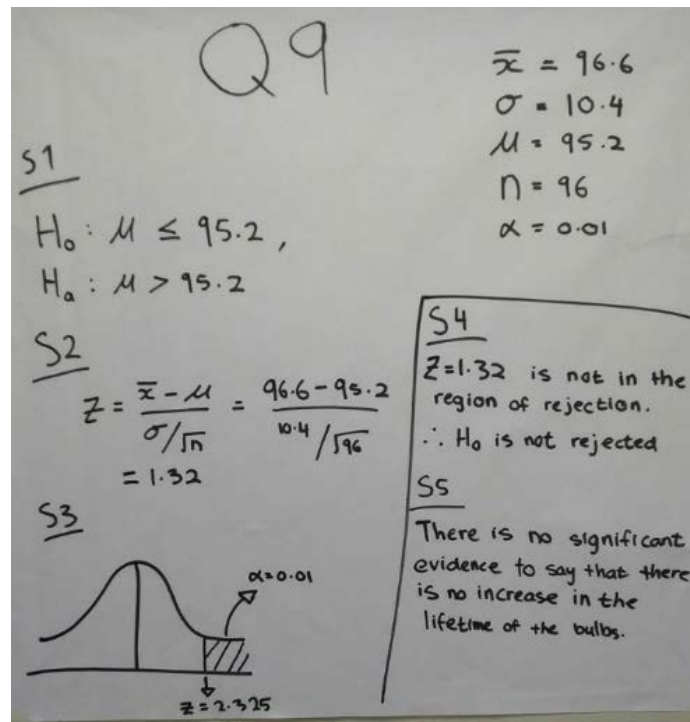 Q9
x̄ = 96.6
σ = 10.4
μ = 95.2
n = 96
α = 0.01
S1
H₀ : μ ≤ 95.2,
Hₐ : μ > 95.2
S2
Z = (x̄ - μ)/(σ/√n) = (96.6 - 95.2)/(10.4/√96)
= 1.32
S3
α=0.01
z = 2.325
S4
Z=1.32 is not in the
region of rejection.
∴ H₀ is not rejected
S5
There is no significant
evidence to say that there
is no increase in the
lifetime of the bulbs.